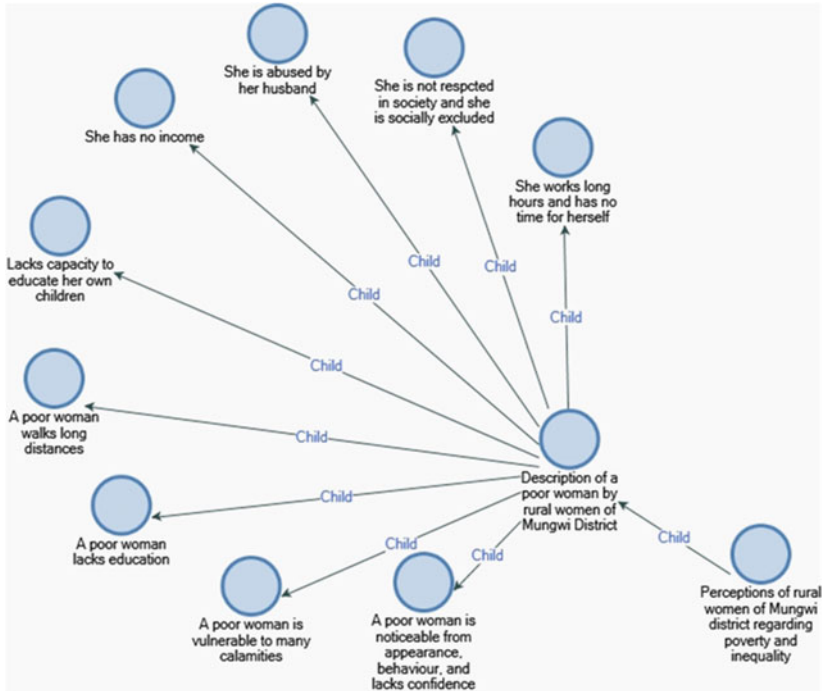 She is abused by
her husband
She is not respcted
in society and she
is socially excluded
She has no income
She works long
hours and has no
time for herself
Lacks capacity to
educate her own
children
A poor woman
walks long
distances
A poor woman
lacks education
A poor woman is
vulnerable to many
calamities
A poor woman is
noticeable from
appearance,
behaviour, and
lacks confidence
Description of a
poor woman by
rural women of
Mungwi District
Perceptions of rural
women of Mungwi
district regarding
poverty and
inequality
Child
Child
Child
Child
Child
Child
Child
Child
Child
Child